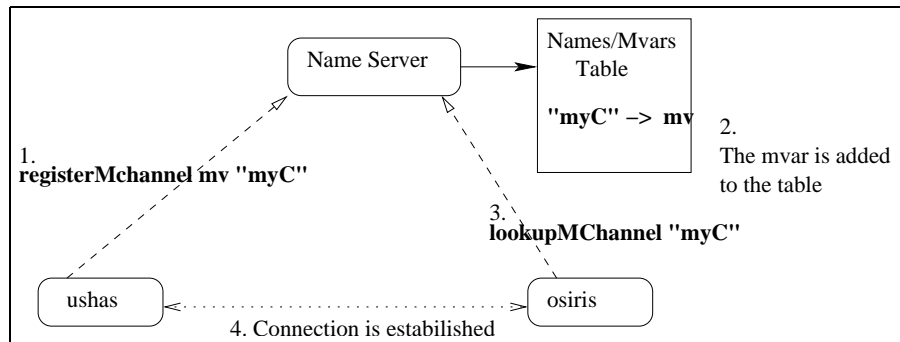 Name Server
Names/Mvars
Table
"myC" −> mv
1.
registerMchannel mv "myC"
2.
The mvar is added
to the table
3.
lookupMChannel "myC"
ushas
osiris
4. Connection is estabilished